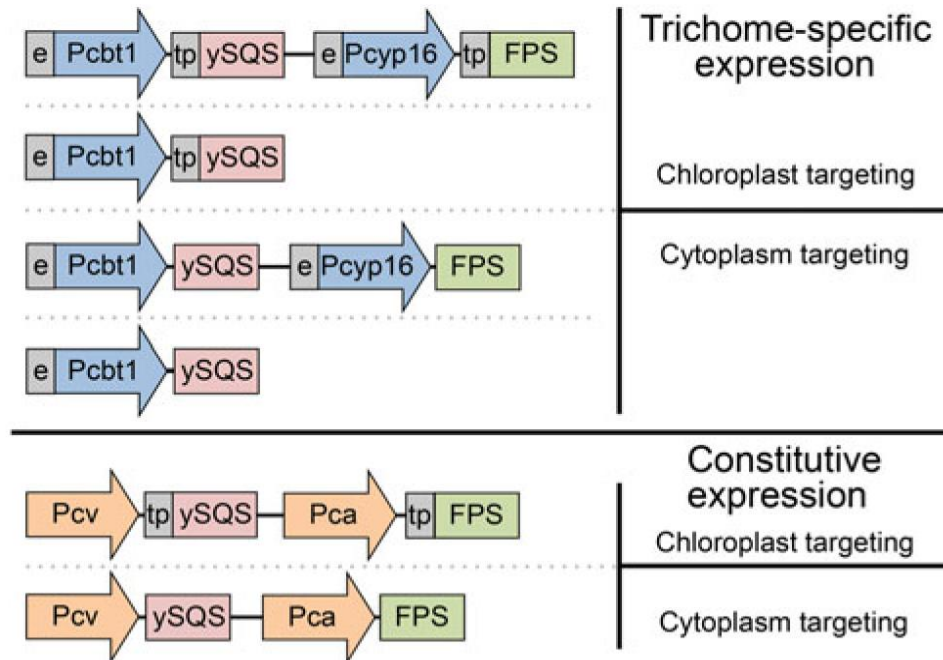 e Pcbt1 tp ySQS e Pcyp16 tp FPS
Trichome-specific
expression
e Pcbt1 tp ySQS
Chloroplast targeting
e Pcbt1 ySQS e Pcyp16 FPS
Cytoplasm targeting
e Pcbt1 ySQS
Constitutive
expression
Pcv tp ySQS Pca tp FPS
Chloroplast targeting
Pcv ySQS Pca FPS
Cytoplasm targeting